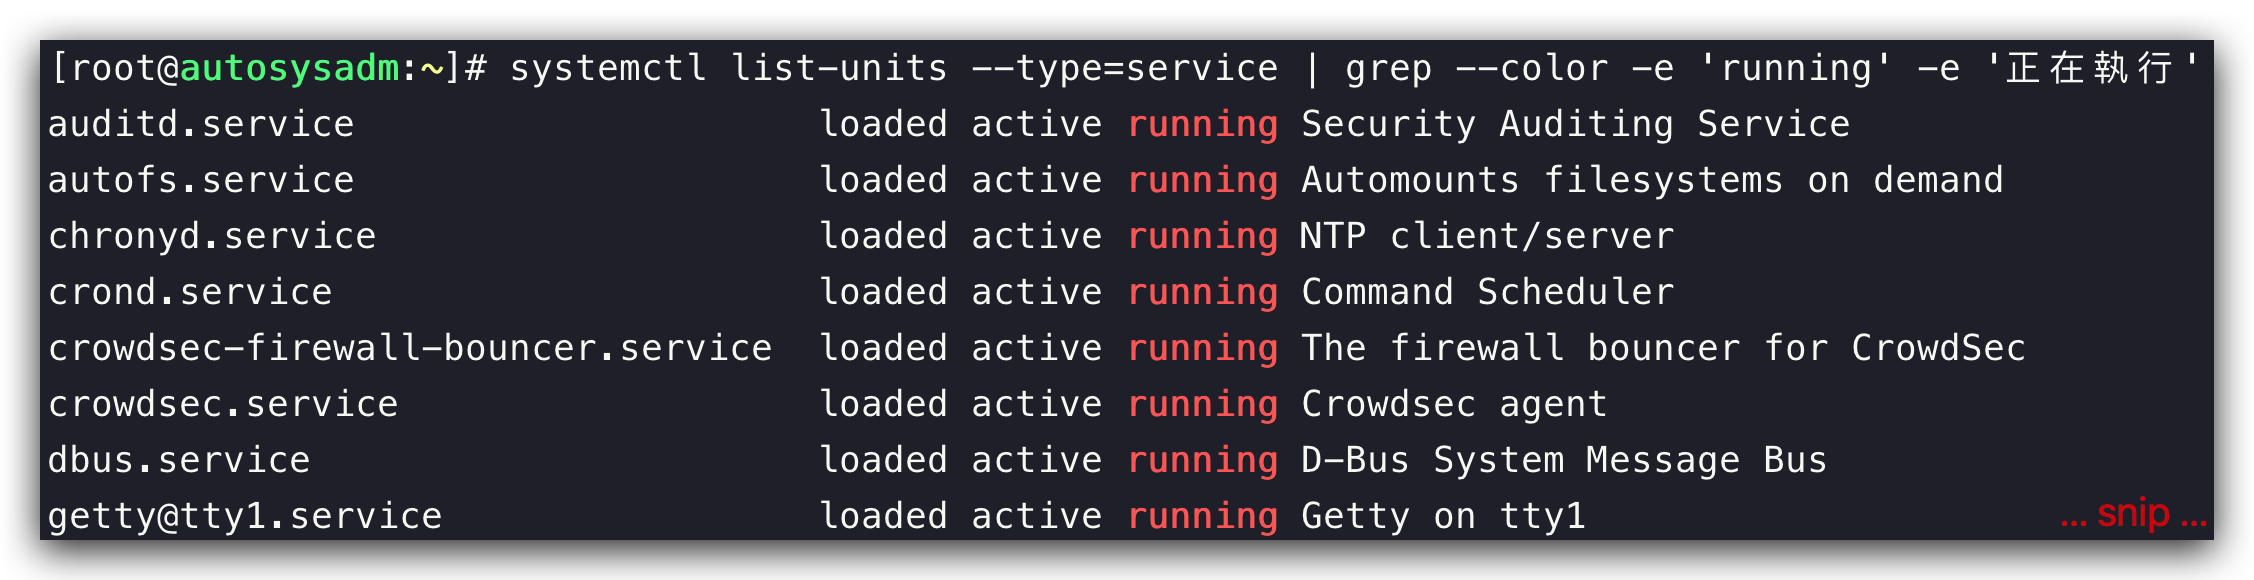 [root@autosysadm:~]# systemctl list-units --type=service | grep --color -e 'running' -e '正在執行'
auditd.service loaded active running Security Auditing Service
autofs.service loaded active running Automounts filesystems on demand
chronyd.service loaded active running NTP client/server
crond.service loaded active running Command Scheduler
crowdsec-firewall-bouncer.service loaded active running The firewall bouncer for CrowdSec
crowdsec.service loaded active running Crowdsec agent
dbus.service loaded active running D-Bus System Message Bus
getty@tty1.service loaded active running Getty on tty1 ... snip ...